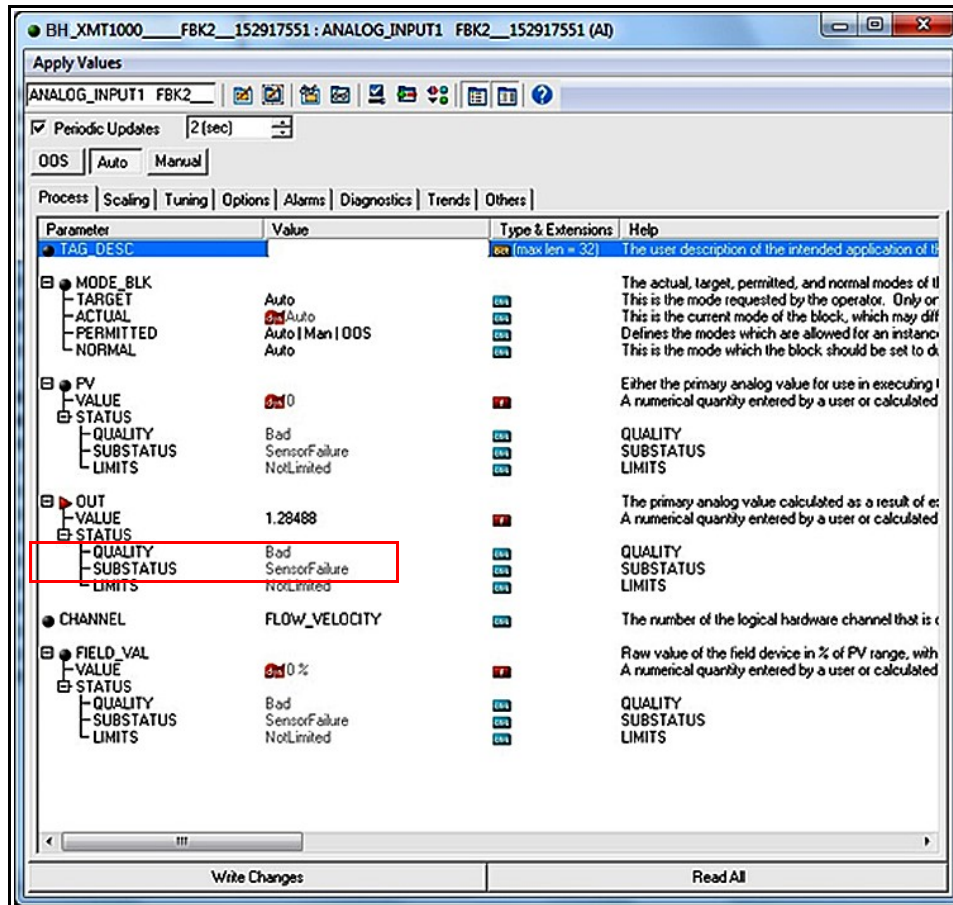 BH_XMT1000_____FBK2__152917551 : ANALOG_INPUT1 FBK2__152917551 (AI)
Apply Values
ANALOG_INPUT1 FBK2___
Periodic Updates 2 (sec)
OOS Auto Manual
Process Scaling Tuning Options Alarms Diagnostics Trends Others
Parameter Value Type & Extensions Help
TAG_DESC (max len = 32) The user description of the intended application of
MODE_BLK The actual, target, permitted, and normal modes of
TARGET Auto This is the mode requested by the operator. Only
ACTUAL Auto This is the current mode of the block, which may
PERMITTED Auto | Man | OOS Defines the modes which are allowed for an
NORMAL Auto This is the mode which the block should be set to
PV Either the primary analog value for use in executing
VALUE 0 A numerical quantity entered by a user or calculated
STATUS
QUALITY Bad QUALITY
SUBSTATUS SensorFailure SUBSTATUS
LIMITS NotLimited LIMITS
OUT The primary analog value calculated as a result of
VALUE 1.28488 A numerical quantity entered by a user or calculated
STATUS
QUALITY Bad QUALITY
SUBSTATUS SensorFailure SUBSTATUS
LIMITS NotLimited LIMITS
CHANNEL FLOW_VELOCITY The number of the logical hardware channel that is
FIELD_VAL Raw value of the field device in % of PV range, with
VALUE 0 % A numerical quantity entered by a user or calculated
STATUS
QUALITY Bad QUALITY
SUBSTATUS SensorFailure SUBSTATUS
LIMITS NotLimited LIMITS
Write Changes Read All